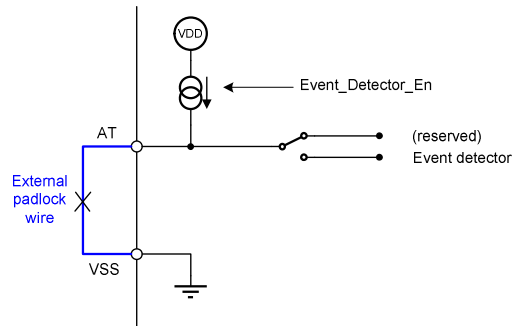 VDD
Event_Detector_En
AT
(reserved)
Event detector
External
padlock
wire
VSS